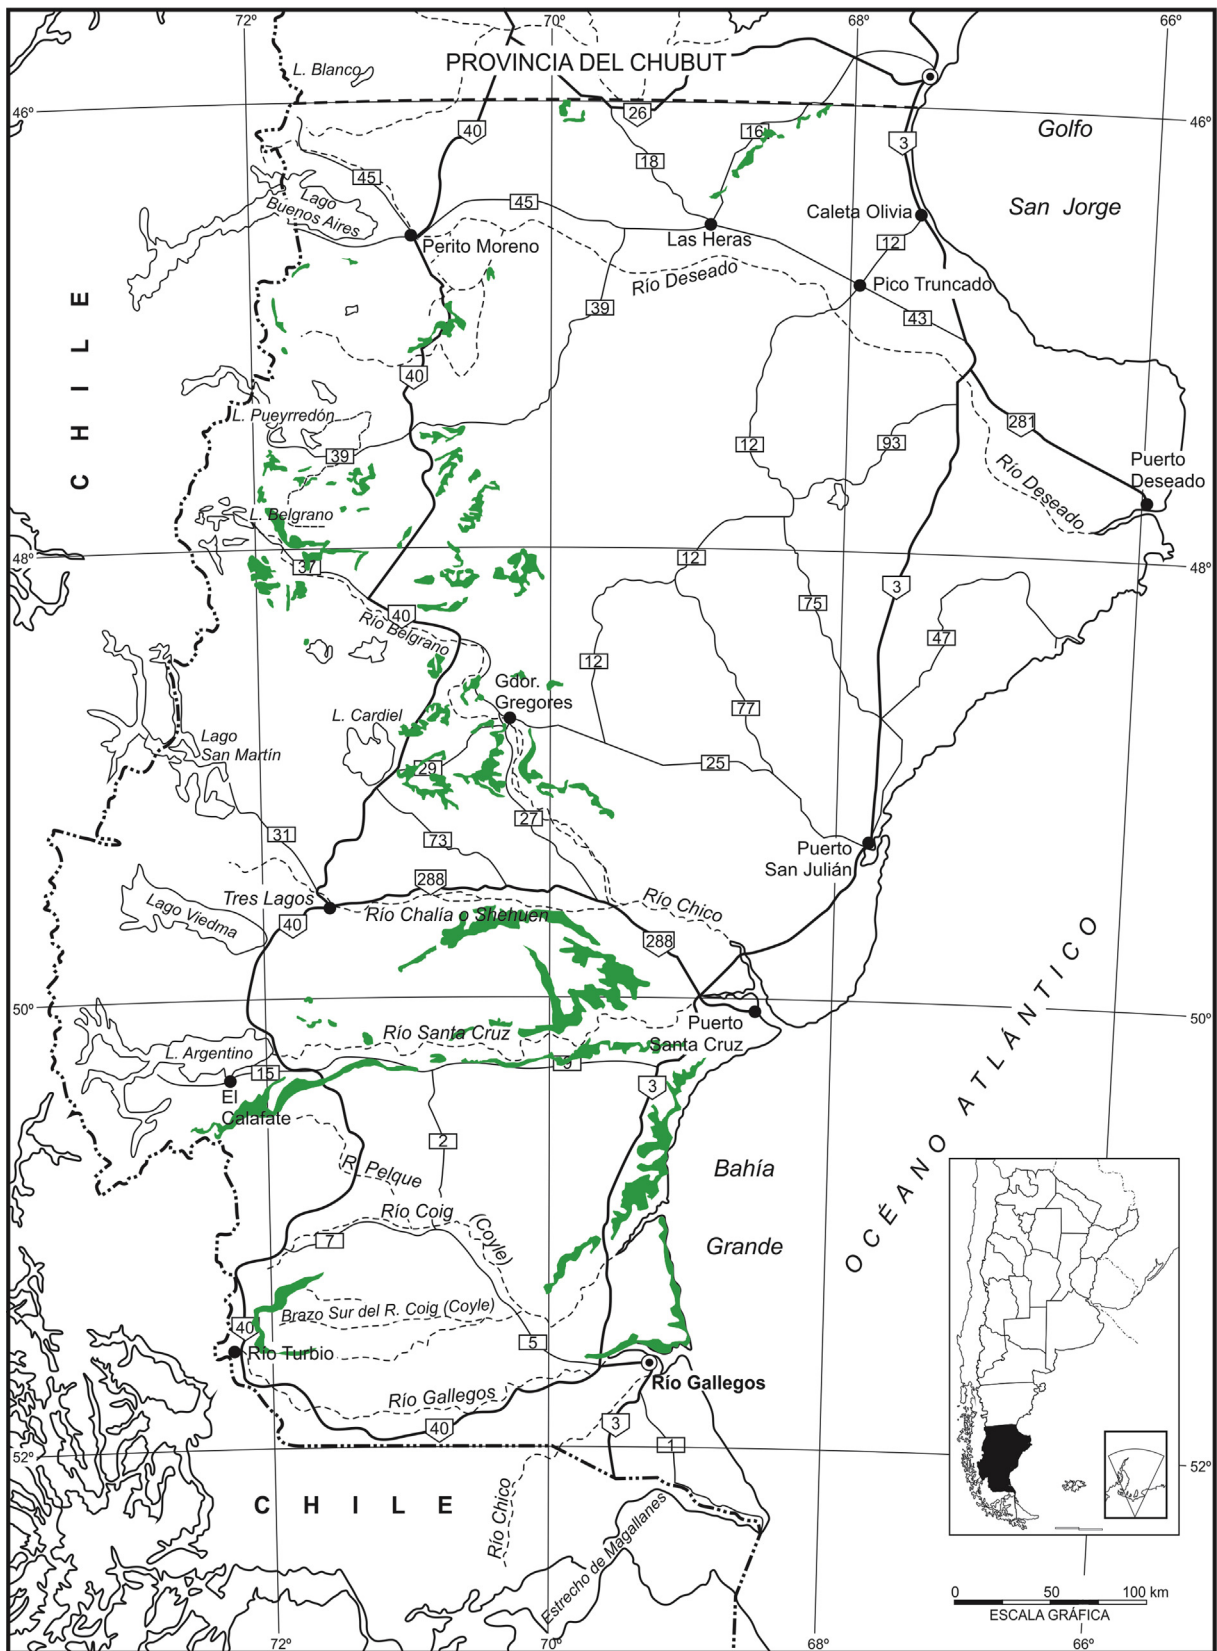 72º
70º
68º
66º
PROVINCIA DEL CHUBUT
L. Blanco
46º
46º
26
40
16
3
Golfo
18
45
Lago
Buenos Aires
45
San Jorge
Caleta Olivia
Perito Moreno
Las Heras
12
Río Deseado
Pico Truncado
CHILE
39
43
40
L. Pueyrredón
281
12
93
39
Puerto
Deseado
Río Deseado
L. Belgrano
48º
12
48º
37
3
40
75
Río Belgrano
47
12
Gdor.
Gregores
77
L. Cardiel
Lago
San Martín
29
25
27
31
73
Puerto
San Julián
288
Tres Lagos
Lago Viedma
Río Chalía o Shehuen
Río Chico
40
288
50º
50º
Puerto
Santa Cruz
Río Santa Cruz
L. Argentino
15
9
El
Calafate
3
2
OCÉANO ATLÁNTICO
R. Pelque
Bahía
Río Coig
(Coyle)
7
Grande
Brazo Sur del R. Coig (Coyle)
40
5
Río Turbio
Río Gallegos
Río Gallegos
40
3
1
52º
52º
CHILE
Río Chico
Estrecho de Magallanes
0 50 100 km
ESCALA GRÁFICA
72º
70º
68º
66º